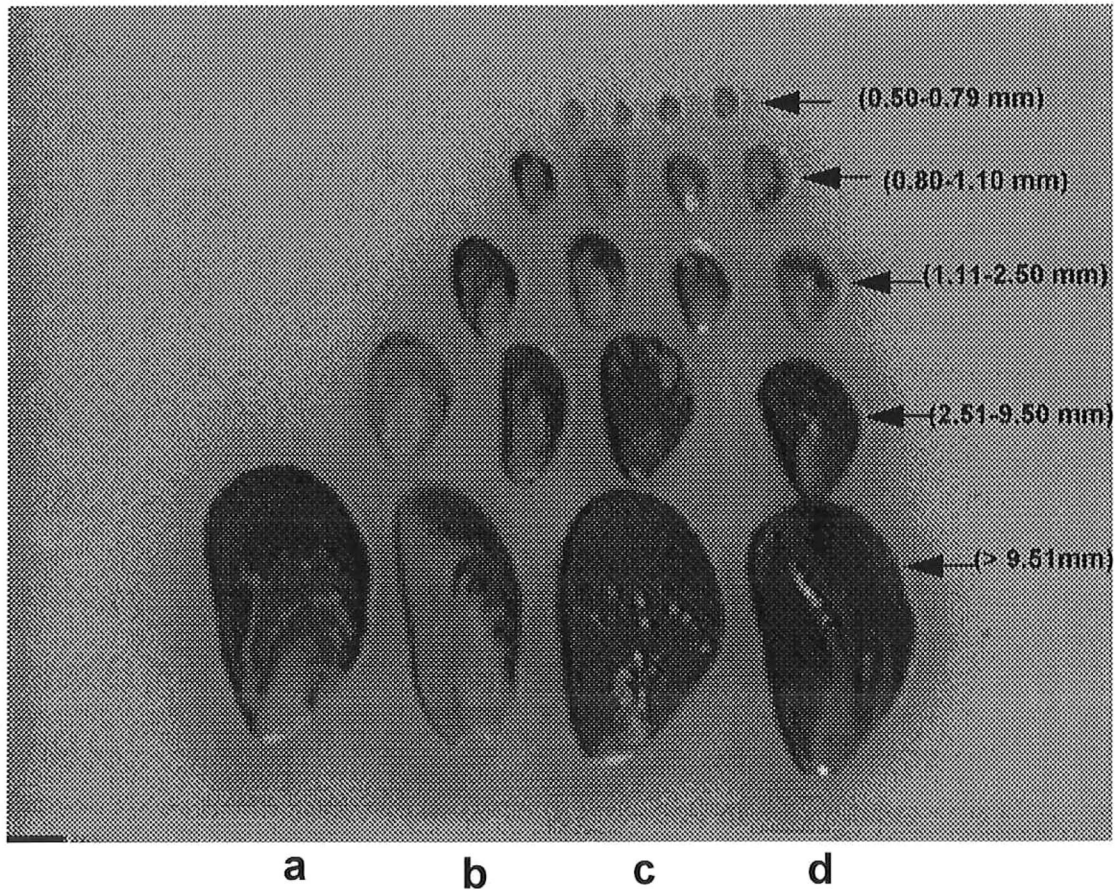 (0.50-0.79 mm)
(0.80-1.10 mm)
(1.11-2.50 mm)
(2.51-9.50 mm)
(> 9.51mm)
a b c d